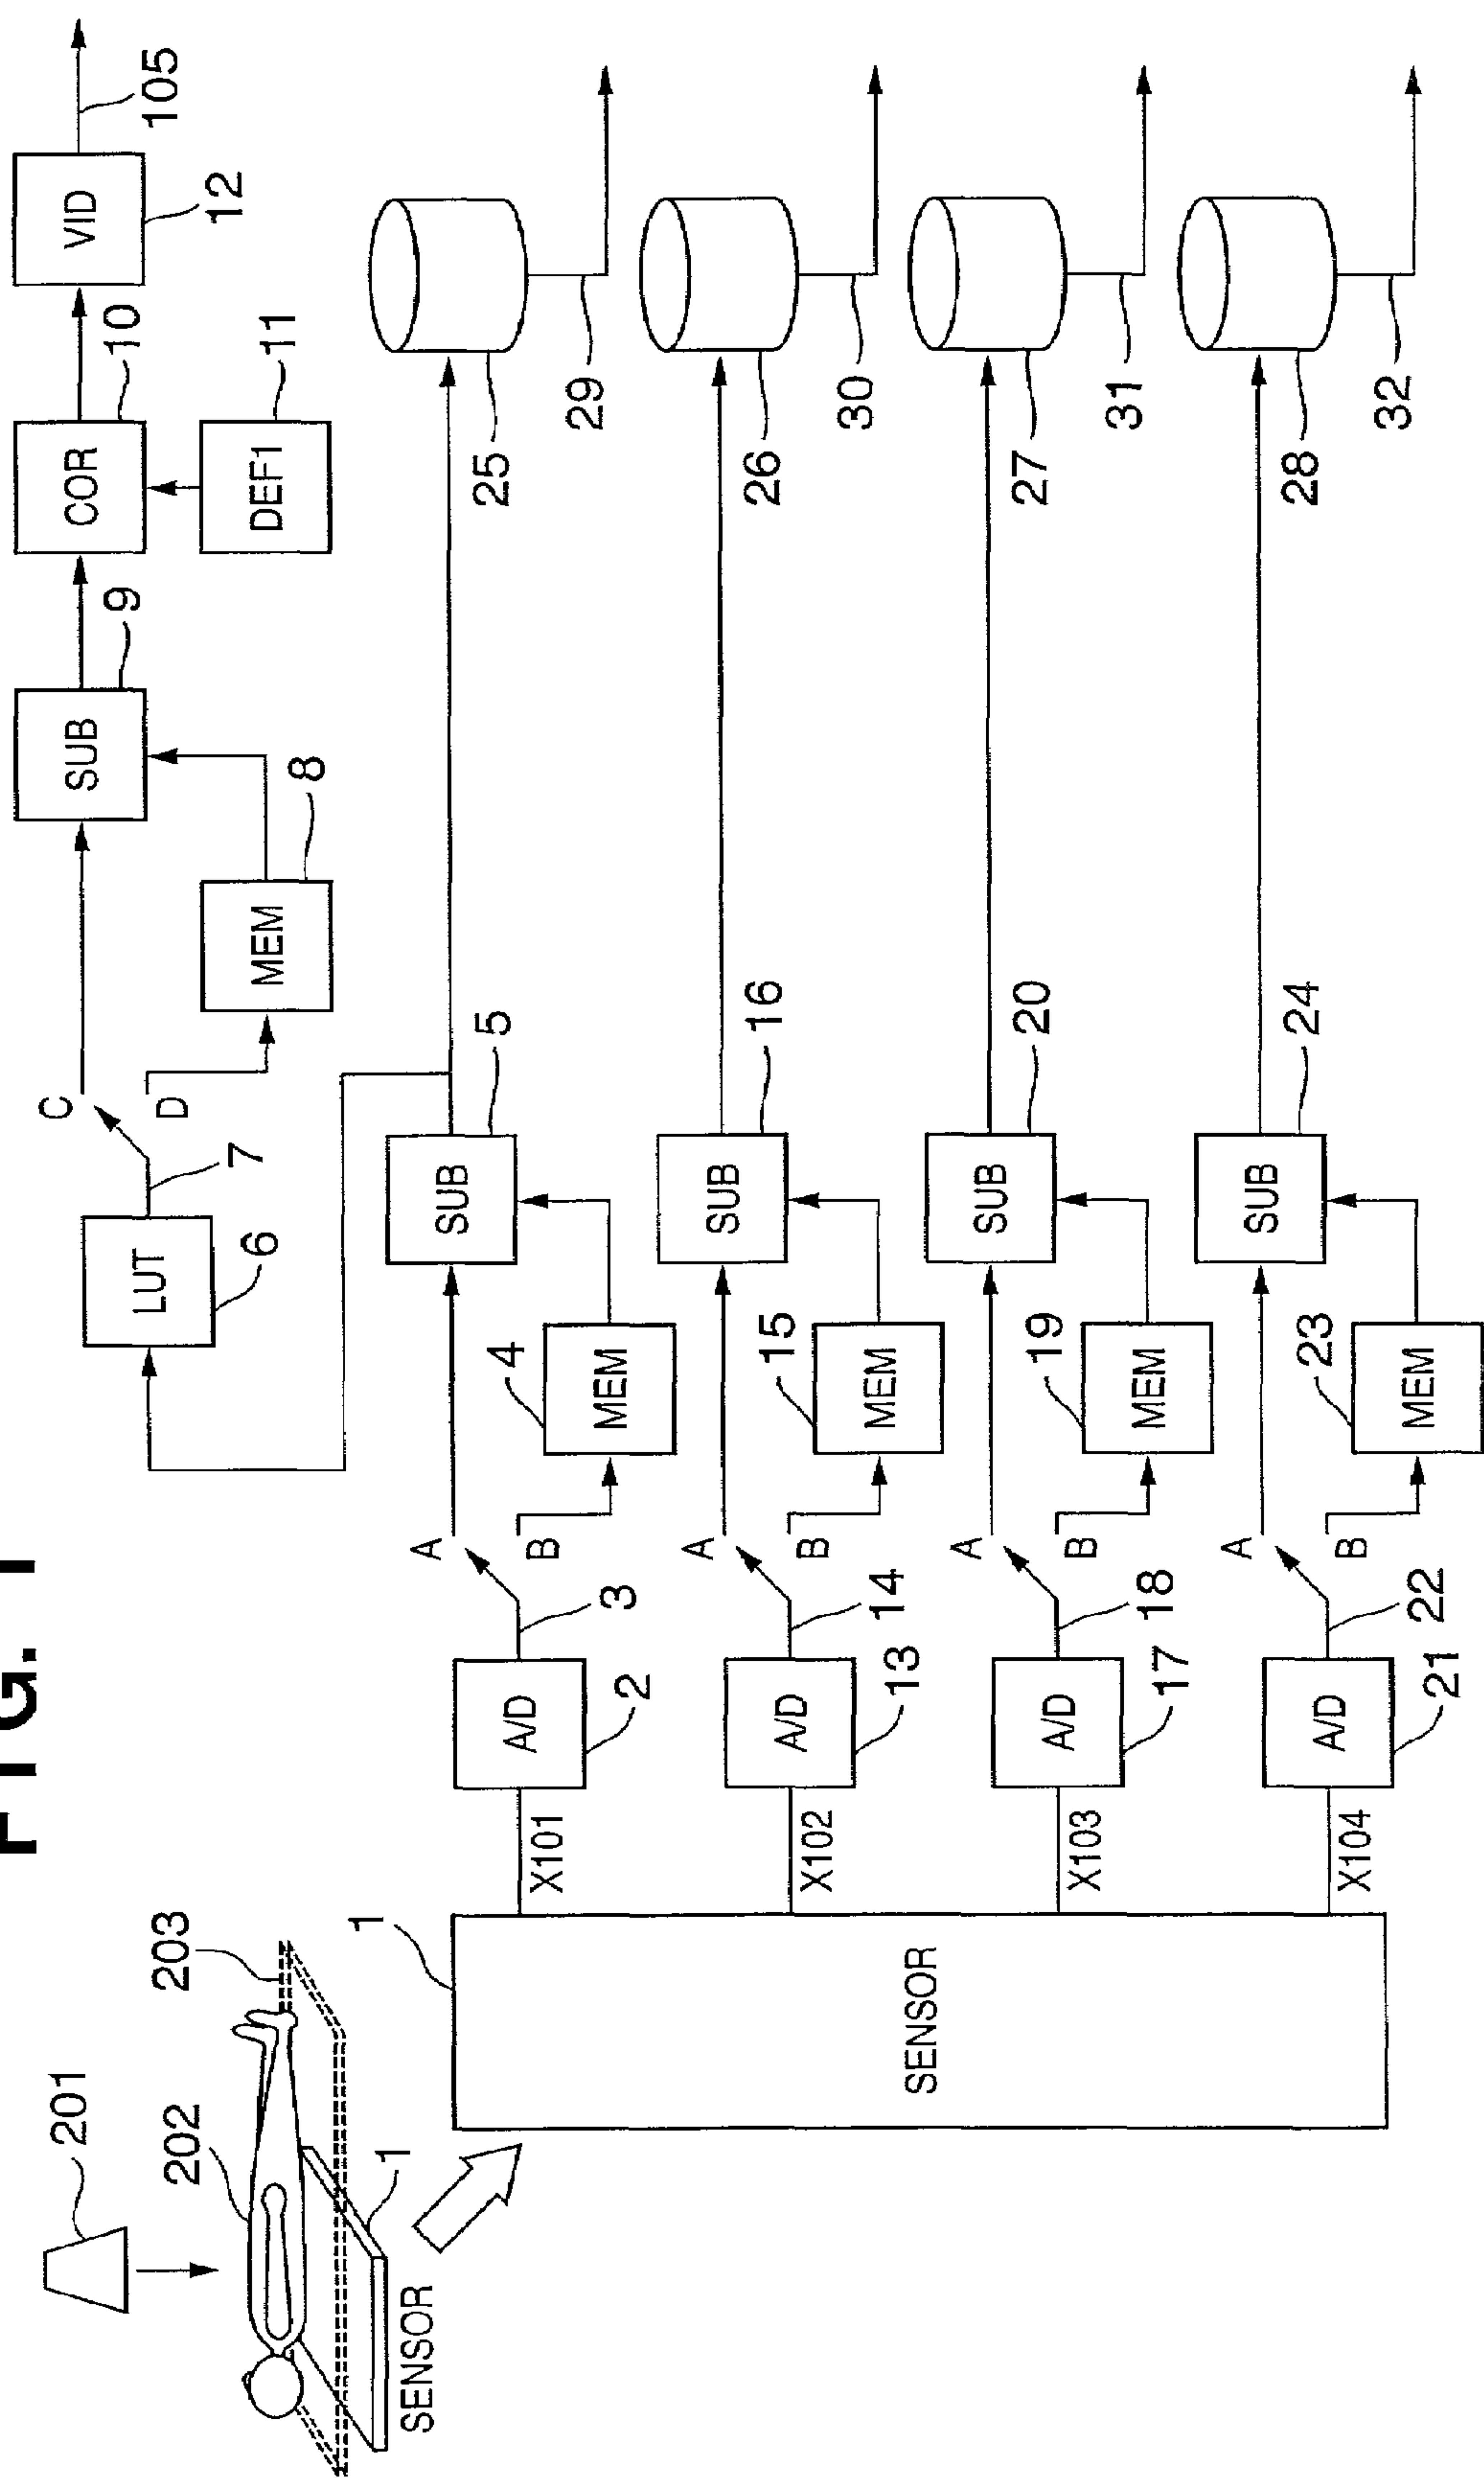 FIG. 1
201
202
203
1
SENSOR
1
SENSOR
X101
X102
X103
X104
A/D
2
3
A
B
MEM
4
SUB
5
LUT
6
7
C
D
MEM
8
SUB
9
COR
10
DEF1
11
VID
12
105
25
29
A/D
13
14
A
B
MEM
15
SUB
16
26
30
A/D
17
18
A
B
MEM
19
SUB
20
27
31
A/D
21
22
A
B
MEM
23
SUB
24
28
32